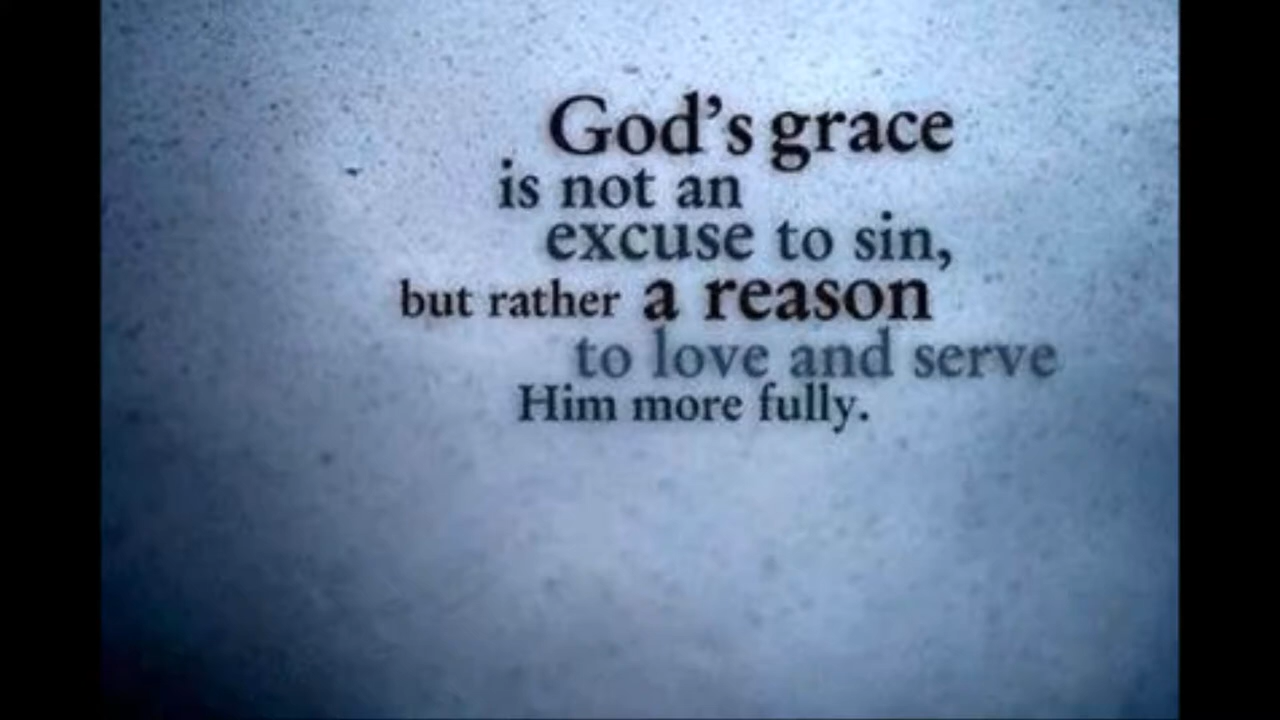 God's grace
is not an
excuse to sin,
but rather a reason
to love and serve
Him more fully.